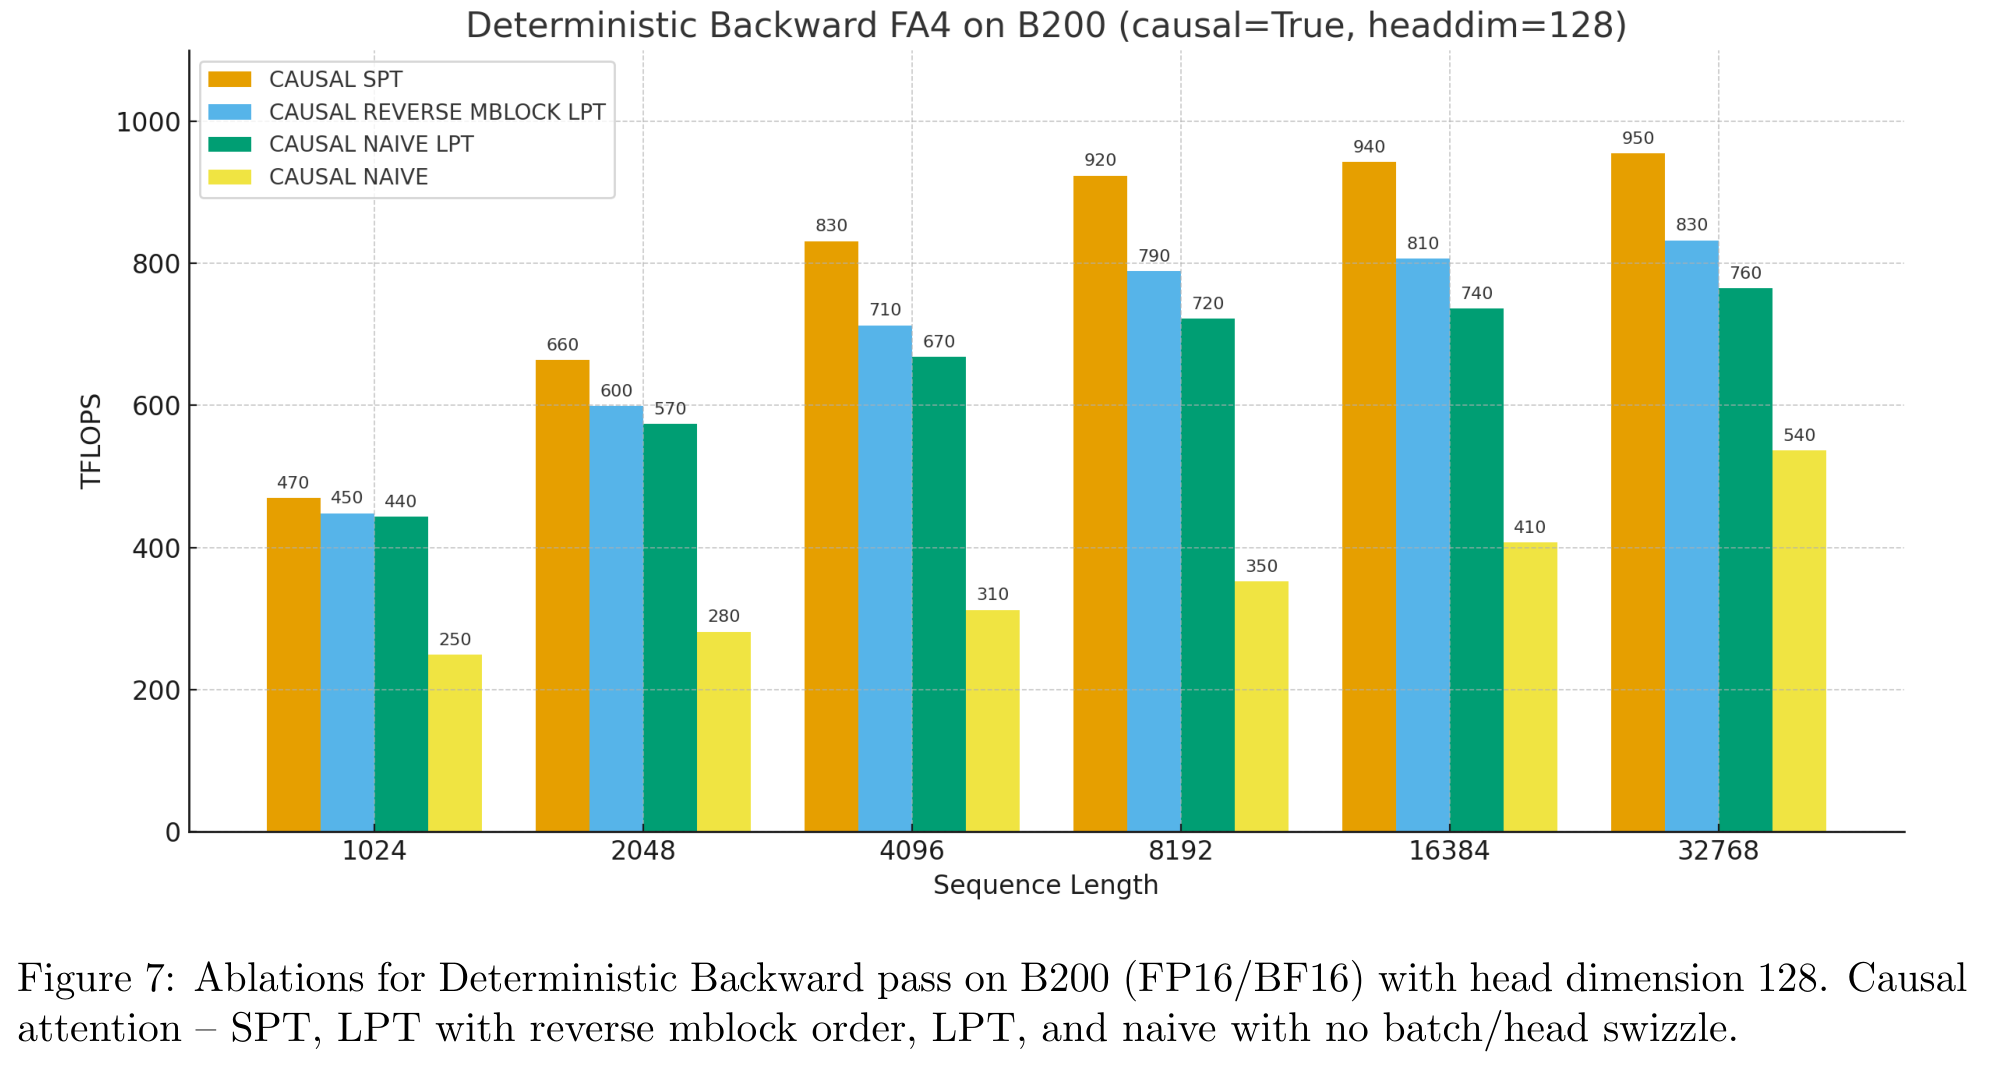 Deterministic Backward FA4 on B200 (causal=True, headdim=128)
CAUSAL SPT
CAUSAL REVERSE MBLOCK LPT
CAUSAL NAIVE LPT
CAUSAL NAIVE
TFLOPS
1000
800
600
400
200
0
470 450 440 250
660 600 570 280
830 710 670 310
920 790 720 350
940 810 740 410
950 830 760 540
1024 2048 4096 8192 16384 32768
Sequence Length
Figure 7: Ablations for Deterministic Backward pass on B200 (FP16/BF16) with head dimension 128. Causal
attention – SPT, LPT with reverse mblock order, LPT, and naive with no batch/head swizzle.